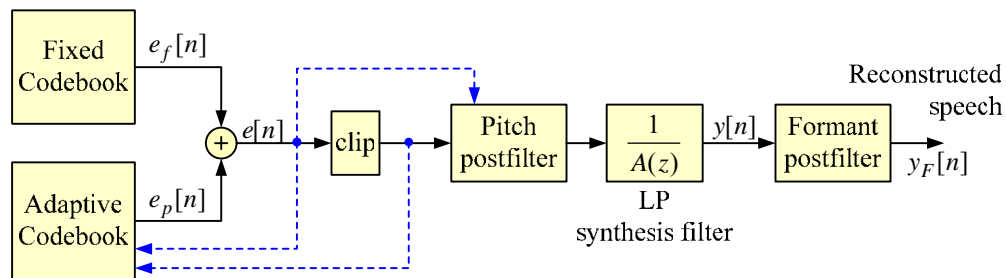 Fixed
Codebook
e_f[n]
Adaptive
Codebook
e_p[n]
+
e[n]
clip
Pitch
postfilter
1
A(z)
LP
synthesis filter
y[n]
Formant
postfilter
Reconstructed
speech
y_F[n]